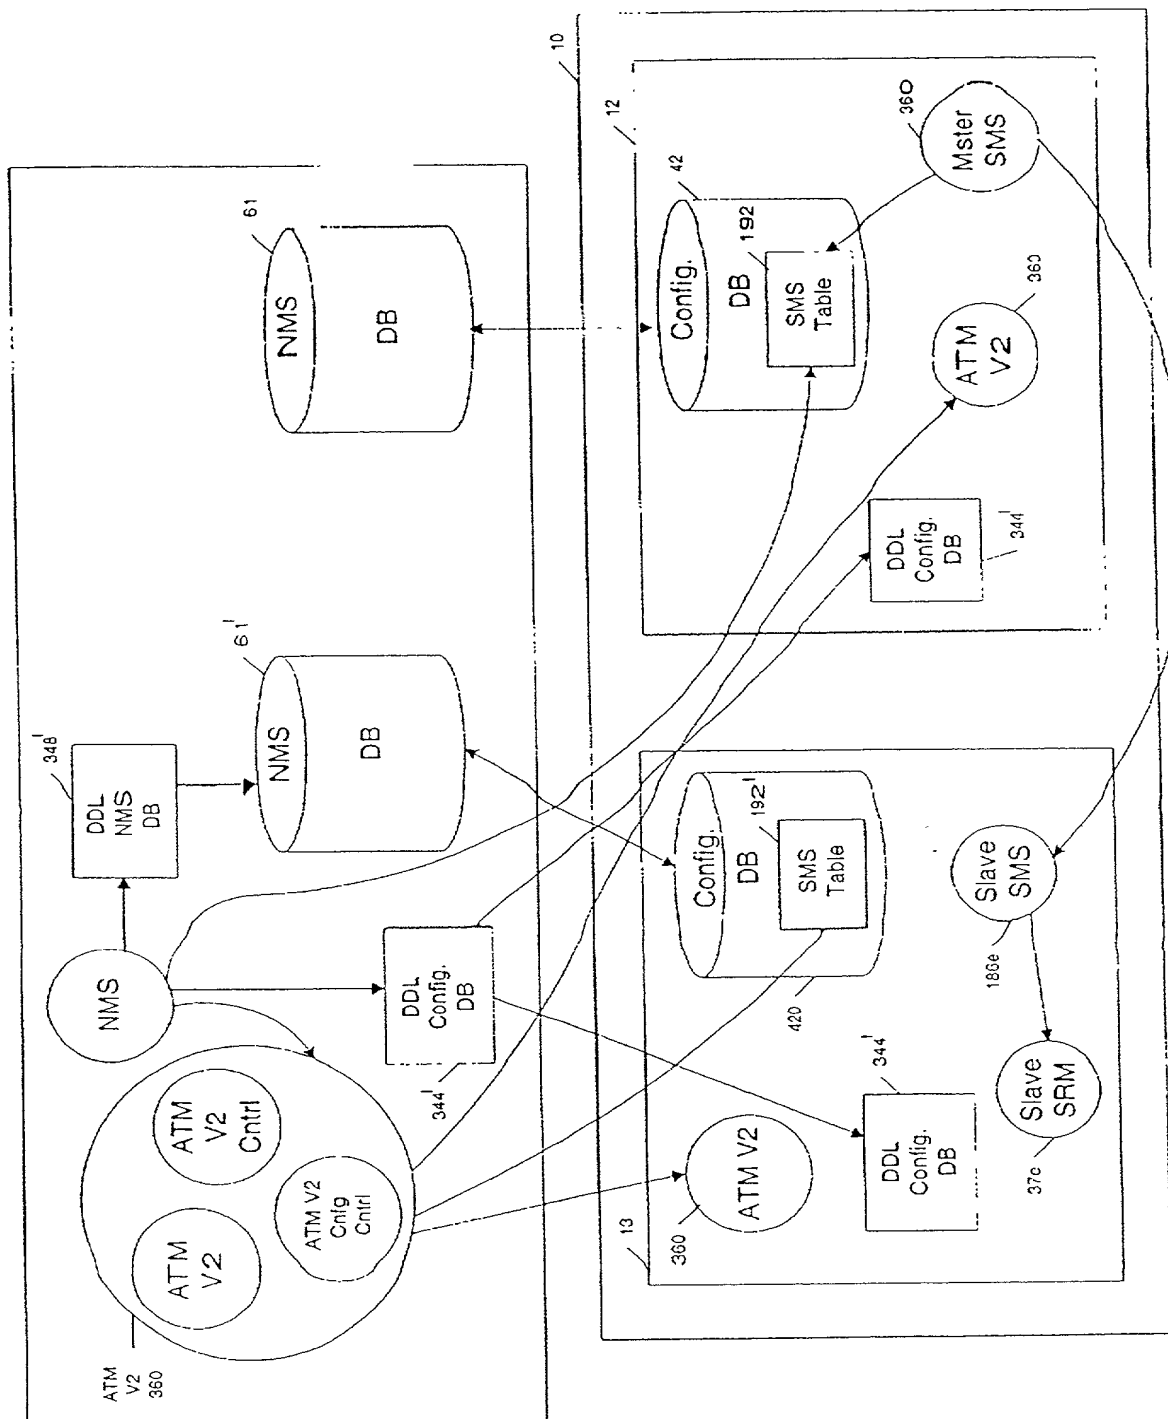 ATM
V2
360
ATM
V2
ATM
V2
Cntrl
ATM V2
Cnfg
Cntrl
NMS
348'
DDL
NMS
DB
344'
DDL
Config.
DB
61'
NMS
DB
61
NMS
DB
10
13
360
ATM V2
420
Config.
DB
192'
SMS
Table
344'
DDL
Config.
DB
186e
Slave
SMS
37c
Slave
SRM
12
42
Config.
DB
192
SMS
Table
360
Mster
SMS
360
ATM
V2
DDL
Config.
DB
344'